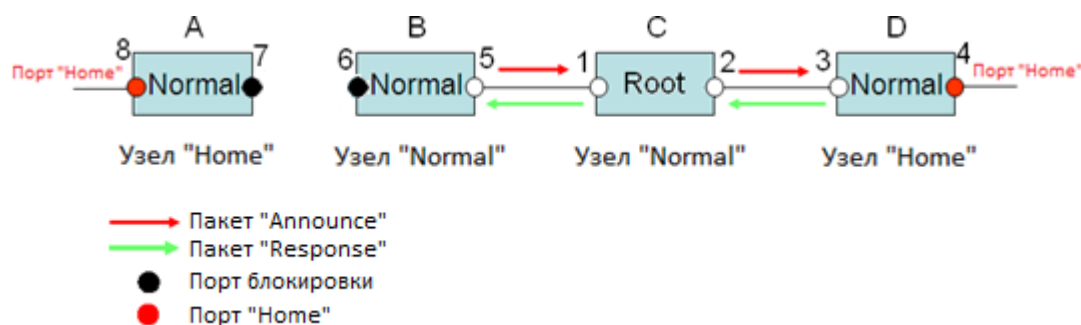 A B C D
8 7 6 5 1 2 3 4
Порт "Home" Normal Normal Root Normal Порт "Home"
Узел "Home" Узел "Normal" Узел "Normal" Узел "Home"
Пакет "Announce"
Пакет "Response"
Порт блокировки
Порт "Home"